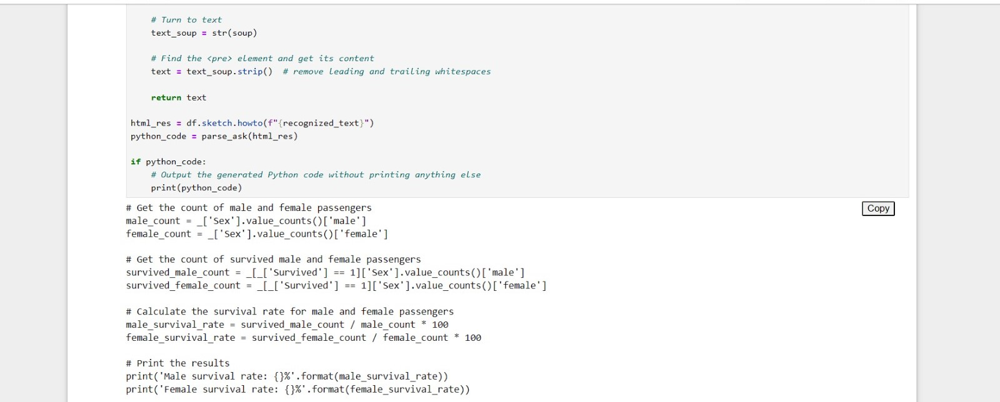 # Turn to text
text_soup = str(soup)
# Find the <pre> element and get its content
text = text_soup.strip()  # remove leading and trailing whitespaces
return text
html_res = df.sketch.howto(f"{recognized_text}")
python_code = parse_ask(html_res)
if python_code:
# Output the generated Python code without printing anything else
print(python_code)
Copy
# Get the count of male and female passengers
male_count = _['Sex'].value_counts()['male']
female_count = _['Sex'].value_counts()['female']
# Get the count of survived male and female passengers
survived_male_count = _[_['Survived'] == 1]['Sex'].value_counts()['male']
survived_female_count = _[_['Survived'] == 1]['Sex'].value_counts()['female']
# Calculate the survival rate for male and female passengers
male_survival_rate = survived_male_count / male_count * 100
female_survival_rate = survived_female_count / female_count * 100
# Print the results
print('Male survival rate: {}%'.format(male_survival_rate))
print('Female survival rate: {}%'.format(female_survival_rate))